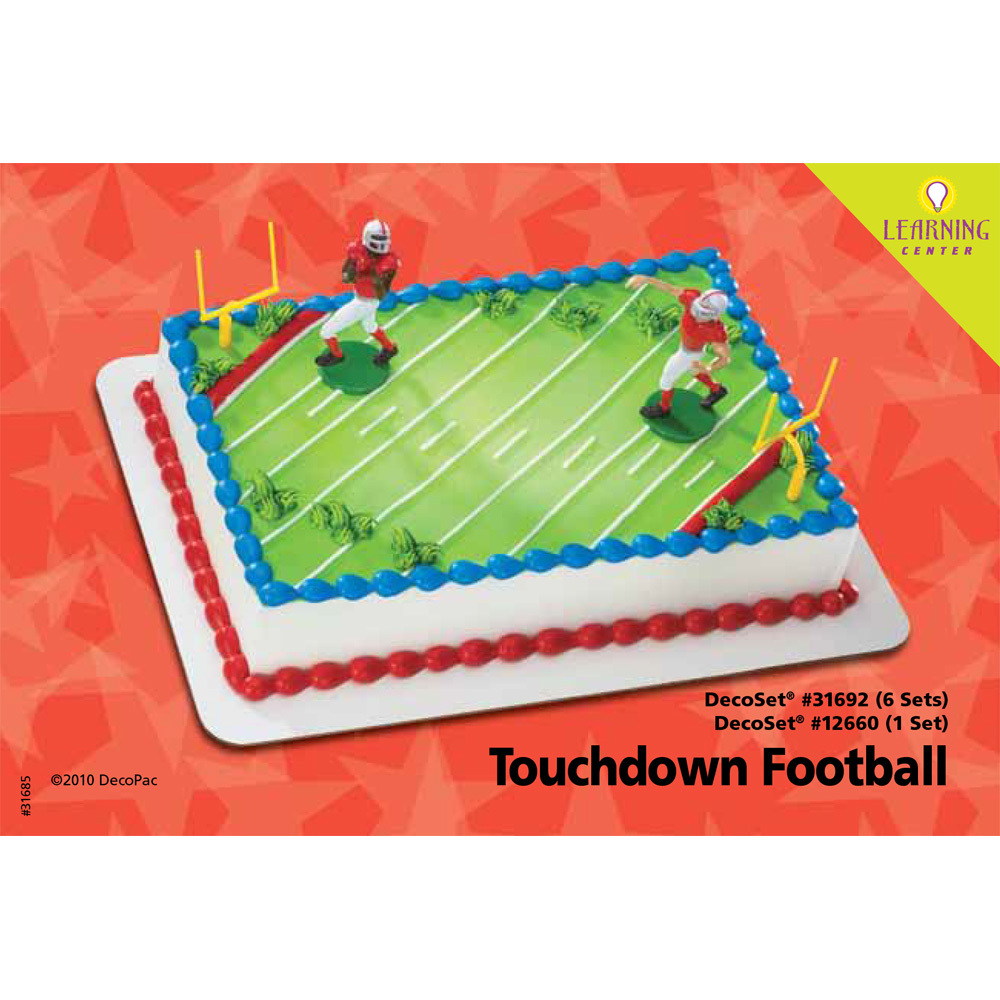 LEARNING
CENTER
DecoSet® #31692 (6 Sets)
DecoSet® #12660 (1 Set)
Touchdown Football
©2010 DecoPac
#31685